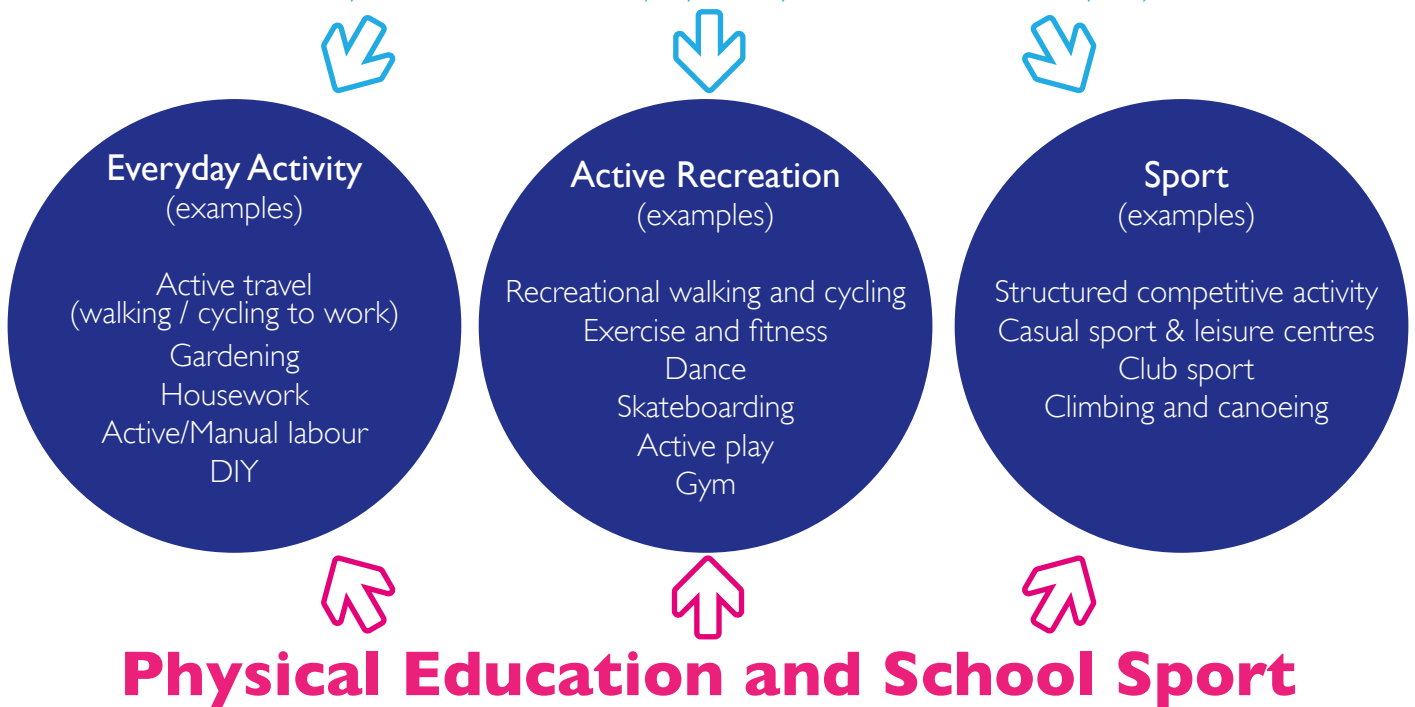 Everyday Activity
(examples)
Active travel
(walking / cycling to work)
Gardening
Housework
Active/Manual labour
DIY
Active Recreation
(examples)
Recreational walking and cycling
Exercise and fitness
Dance
Skateboarding
Active play
Gym
Sport
(examples)
Structured competitive activity
Casual sport & leisure centres
Club sport
Climbing and canoeing
Physical Education and School Sport